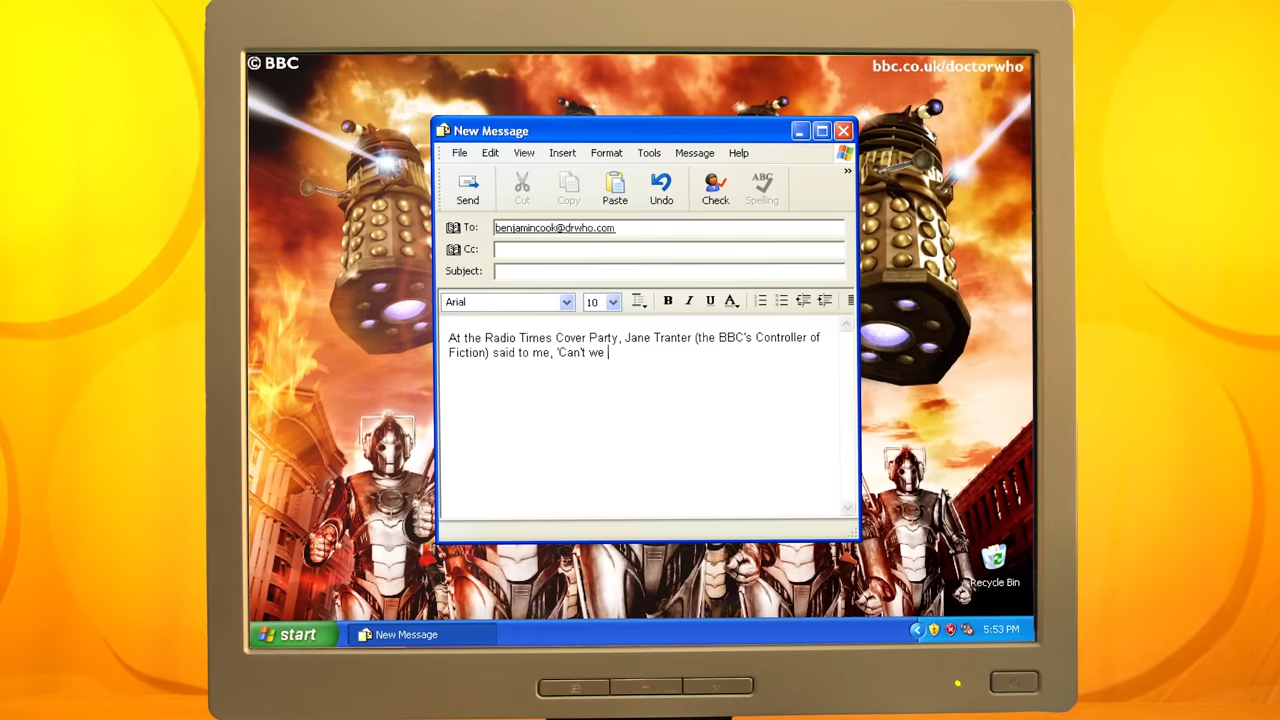 © BBC
bbc.co.uk/doctorwho
New Message
File Edit View Insert Format Tools Message Help
Send Cut Copy Paste Undo Check Spelling
ABC
To: benjamincook@drwho.com
Cc:
Subject:
Arial 10 B I U A
At the Radio Times Cover Party, Jane Tranter (the BBC's Controller of
Fiction) said to me, 'Can't we
Recycle Bin
start New Message 5:53 PM